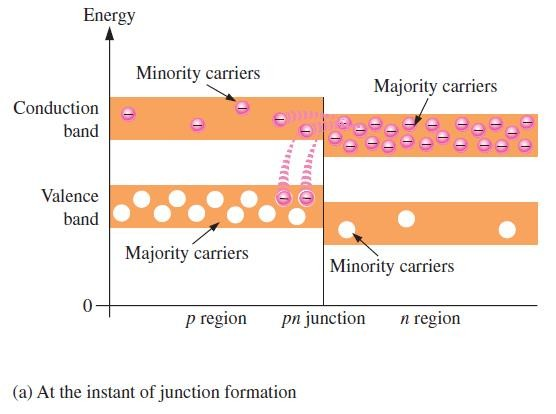 Energy
Minority carriers
Majority carriers
Conduction
band
Valence
band
Majority carriers
Minority carriers
0
p region
pn junction
n region
(a) At the instant of junction formation